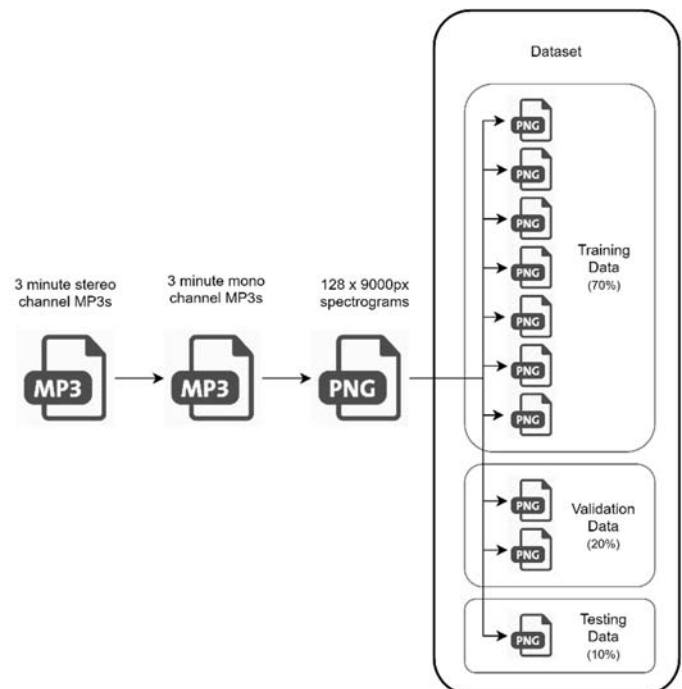 Dataset
PNG
PNG
PNG
PNG
PNG
PNG
PNG
Training
Data
(70%)
3 minute stereo
channel MP3s
MP3
3 minute mono
channel MP3s
MP3
128 x 9000px
spectrograms
PNG
PNG
PNG
Validation
Data
(20%)
PNG
Testing
Data
(10%)